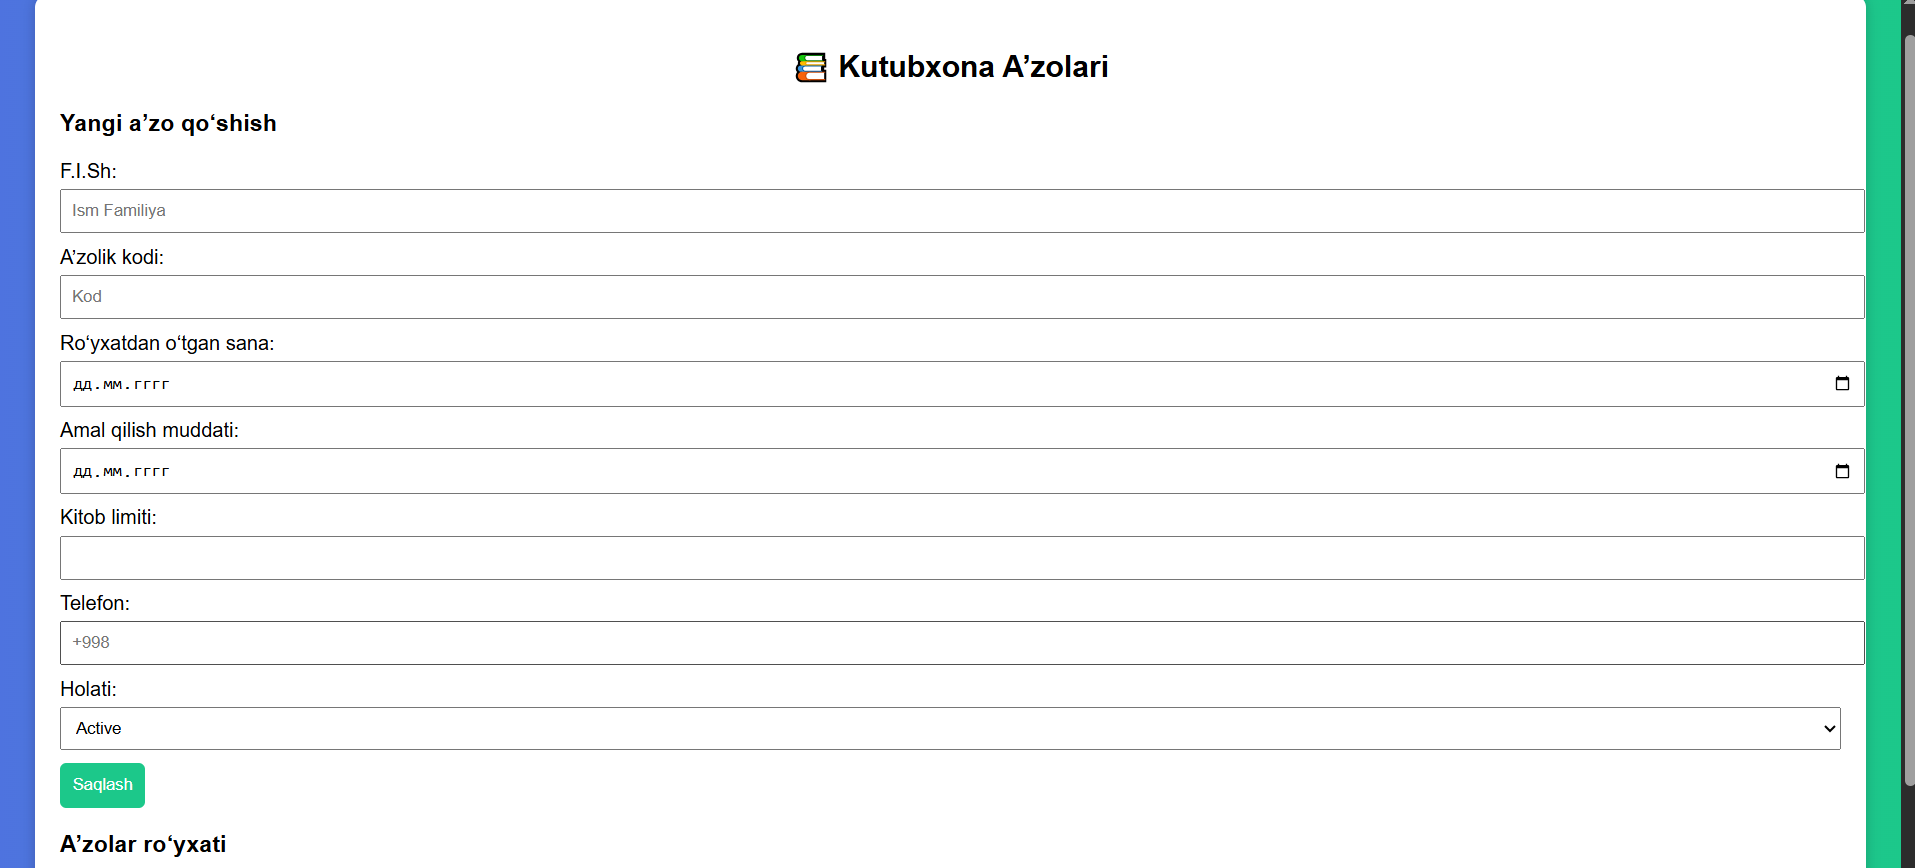 📚 Kutubxona A’zolari
Yangi a’zo qo‘shish
F.I.Sh:
Ism Familiya
A’zolik kodi:
Kod
Ro‘yxatdan o‘tgan sana:
дд.мм.гггг
Amal qilish muddati:
дд.мм.гггг
Kitob limiti:
Telefon:
+998
Holati:
Active
Saqlash
A’zolar ro‘yxati